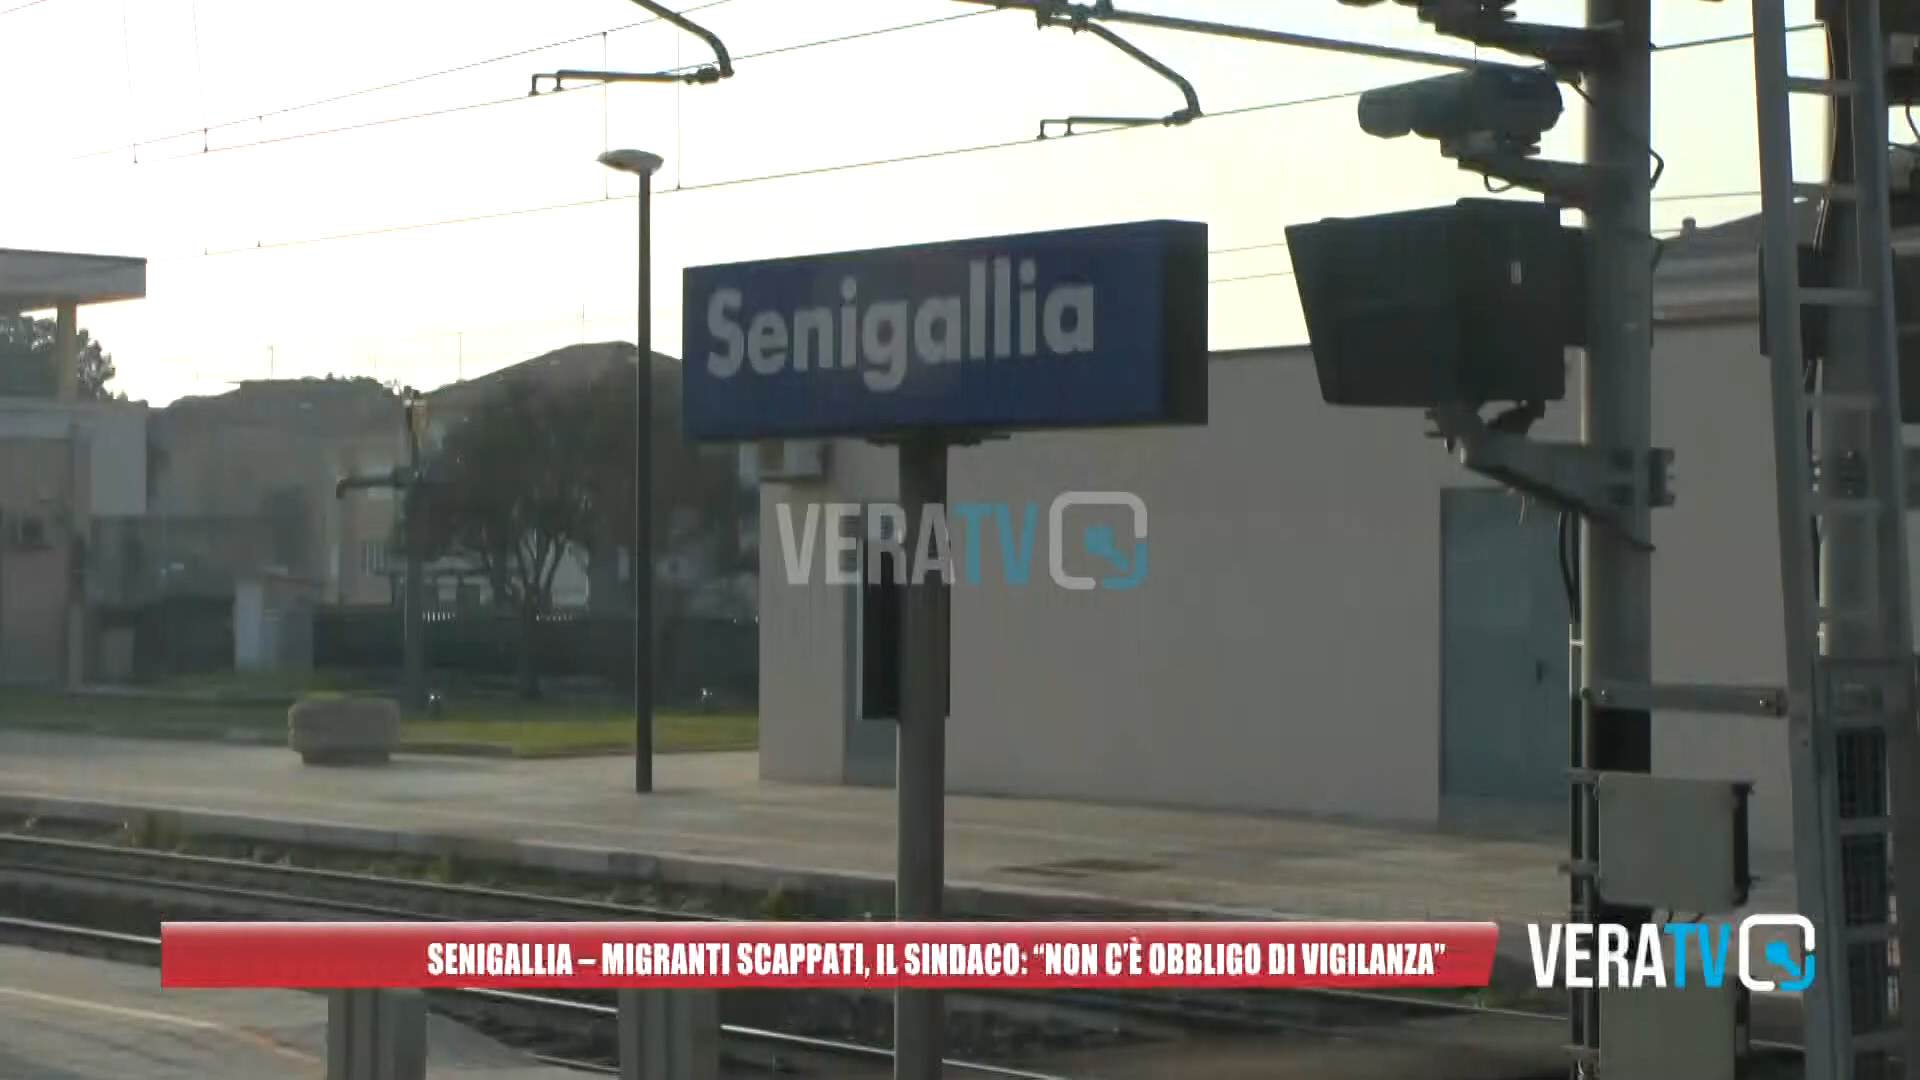 Senigallia
VERATV
SENIGALLIA – MIGRANTI SCAPPATI, IL SINDACO: “NON C’È OBBLIGO DI VIGILANZA”
VERATV